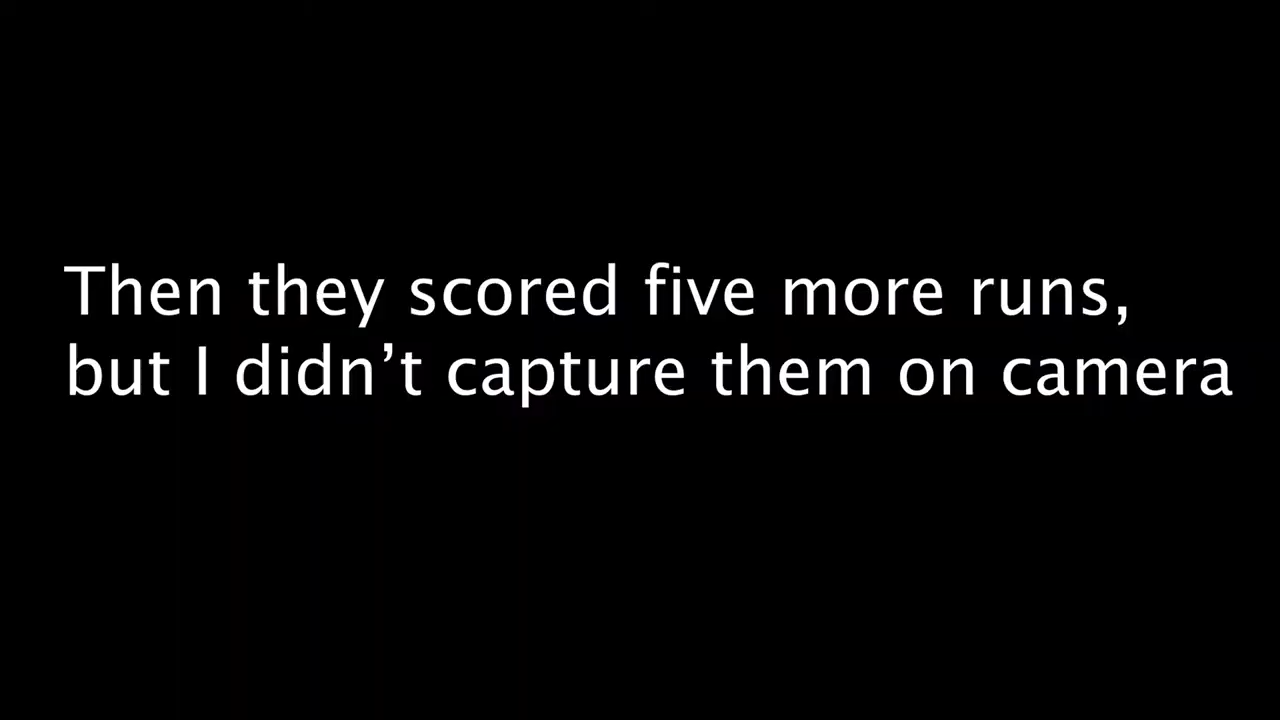 Then they scored five more runs,
but I didn’t capture them on camera